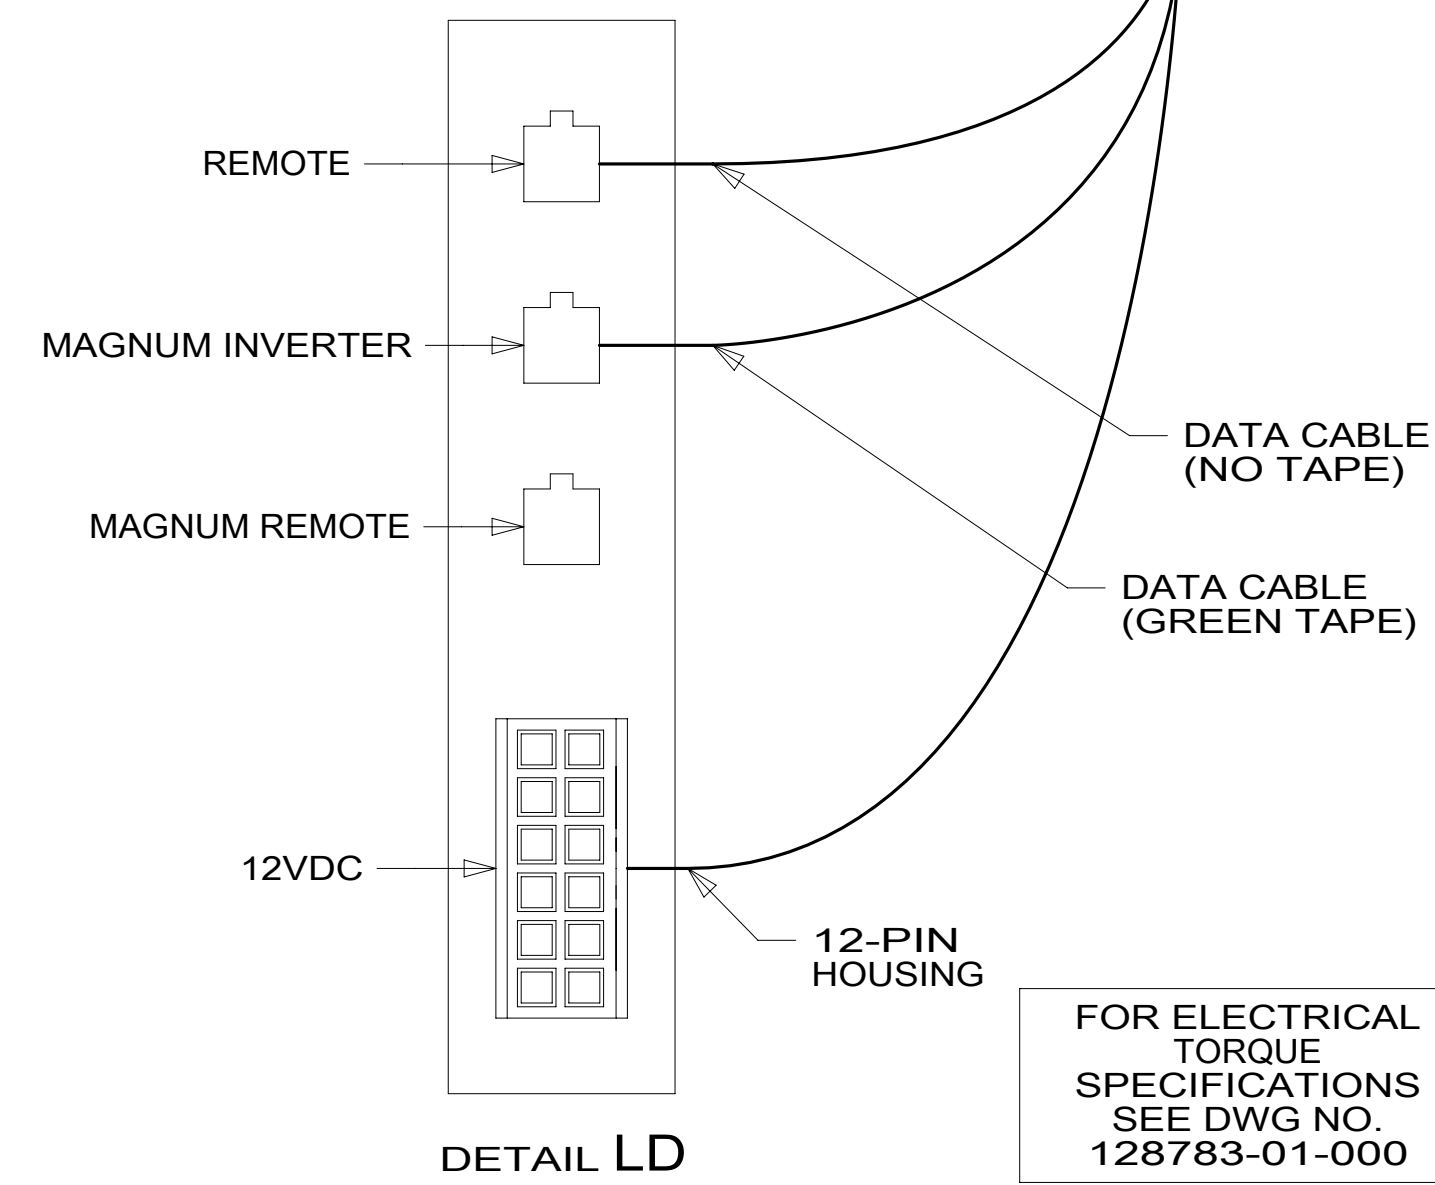 REMOTE
MAGNUM INVERTER
DATA CABLE
(NO TAPE)
MAGNUM REMOTE
DATA CABLE
(GREEN TAPE)
12VDC
12-PIN
HOUSING
FOR ELECTRICAL
TORQUE
SPECIFICATIONS
SEE DWG NO.
128783-01-000
DETAIL LD